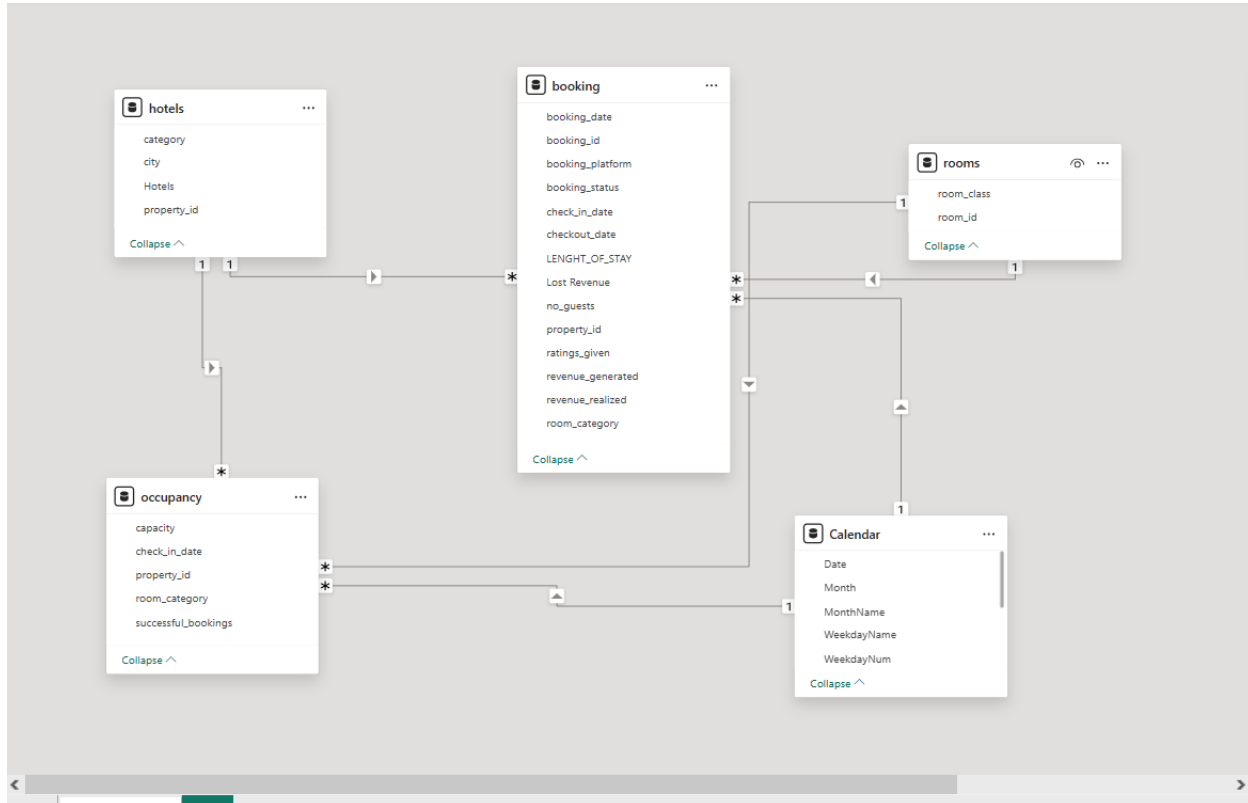 hotels
category
city
Hotels
property_id
Collapse
1
1
booking
booking_date
booking_id
booking_platform
booking_status
check_in_date
checkout_date
LENGHT_OF_STAY
Lost Revenue
no_guests
property_id
ratings_given
revenue_generated
revenue_realized
room_category
Collapse
*
*
*
rooms
room_class
room_id
Collapse
1
1
*
occupancy
capacity
check_in_date
property_id
room_category
successful_bookings
Collapse
*
*
1
1
Calendar
Date
Month
MonthName
WeekdayName
WeekdayNum
Collapse